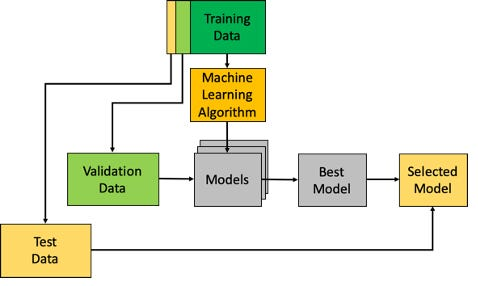 Training
Data
Machine
Learning
Algorithm
Validation
Data
Models
Best
Model
Selected
Model
Test
Data